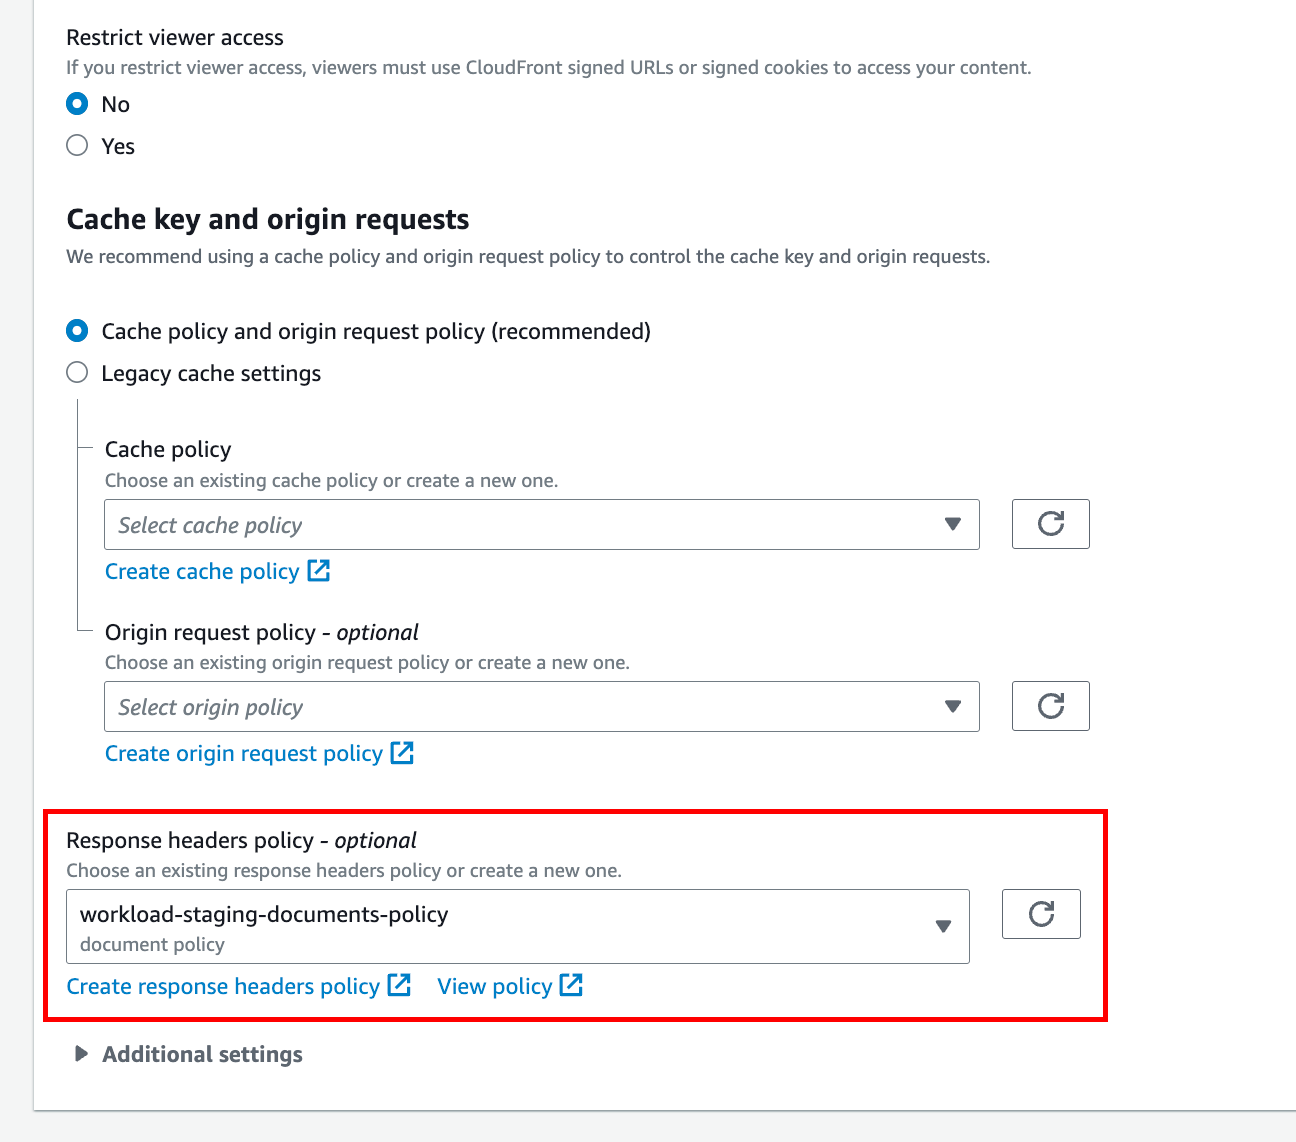 Restrict viewer access
If you restrict viewer access, viewers must use CloudFront signed URLs or signed cookies to access your content.
No
Yes
Cache key and origin requests
We recommend using a cache policy and origin request policy to control the cache key and origin requests.
Cache policy and origin request policy (recommended)
Legacy cache settings
Cache policy
Choose an existing cache policy or create a new one.
Select cache policy
Create cache policy
Origin request policy - optional
Choose an existing origin request policy or create a new one.
Select origin policy
Create origin request policy
Response headers policy - optional
Choose an existing response headers policy or create a new one.
workload-staging-documents-policy
document policy
Create response headers policy View policy
Additional settings